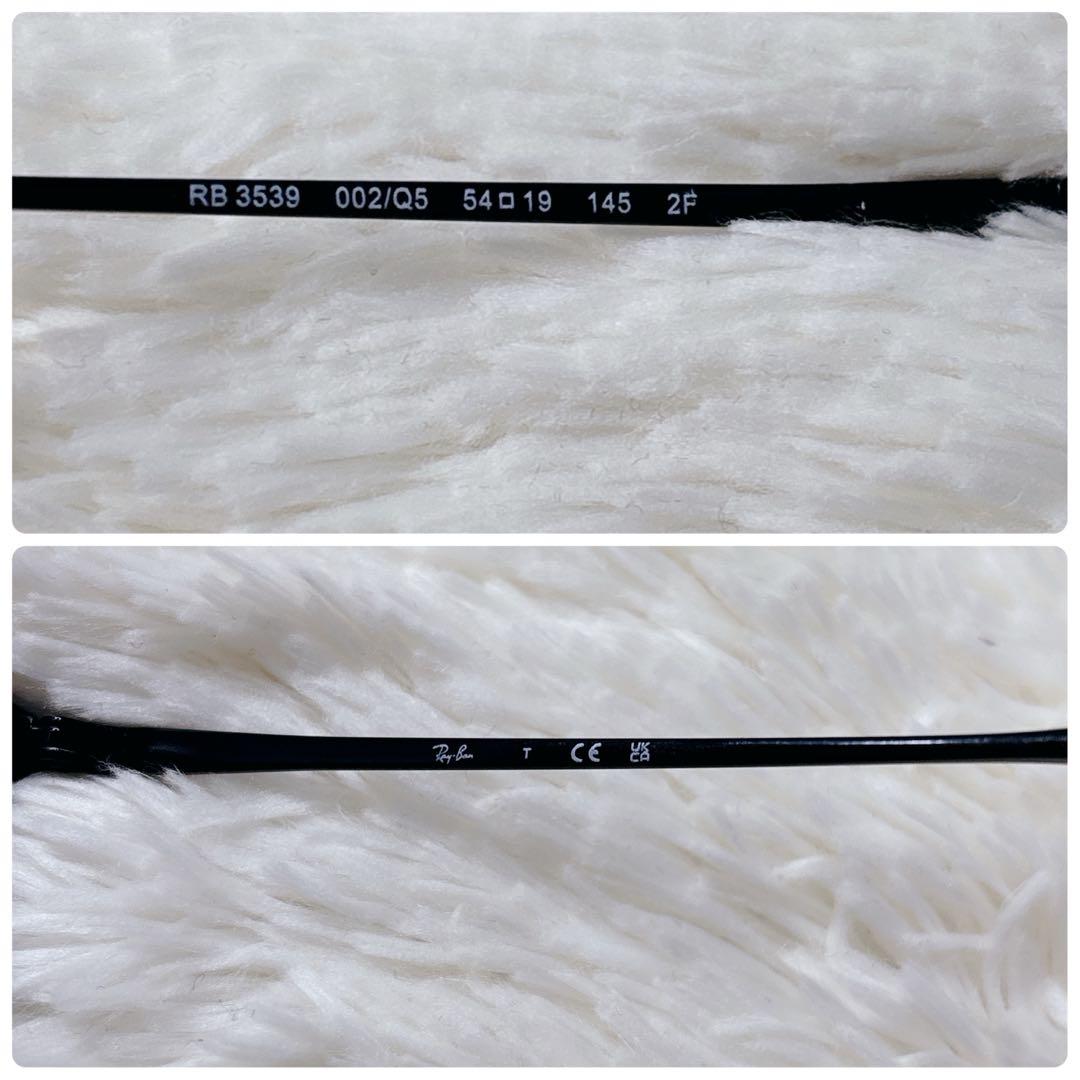 RB 3539 002/Q5 54□19 145 2F
Ray-Ban T CE UK
CA